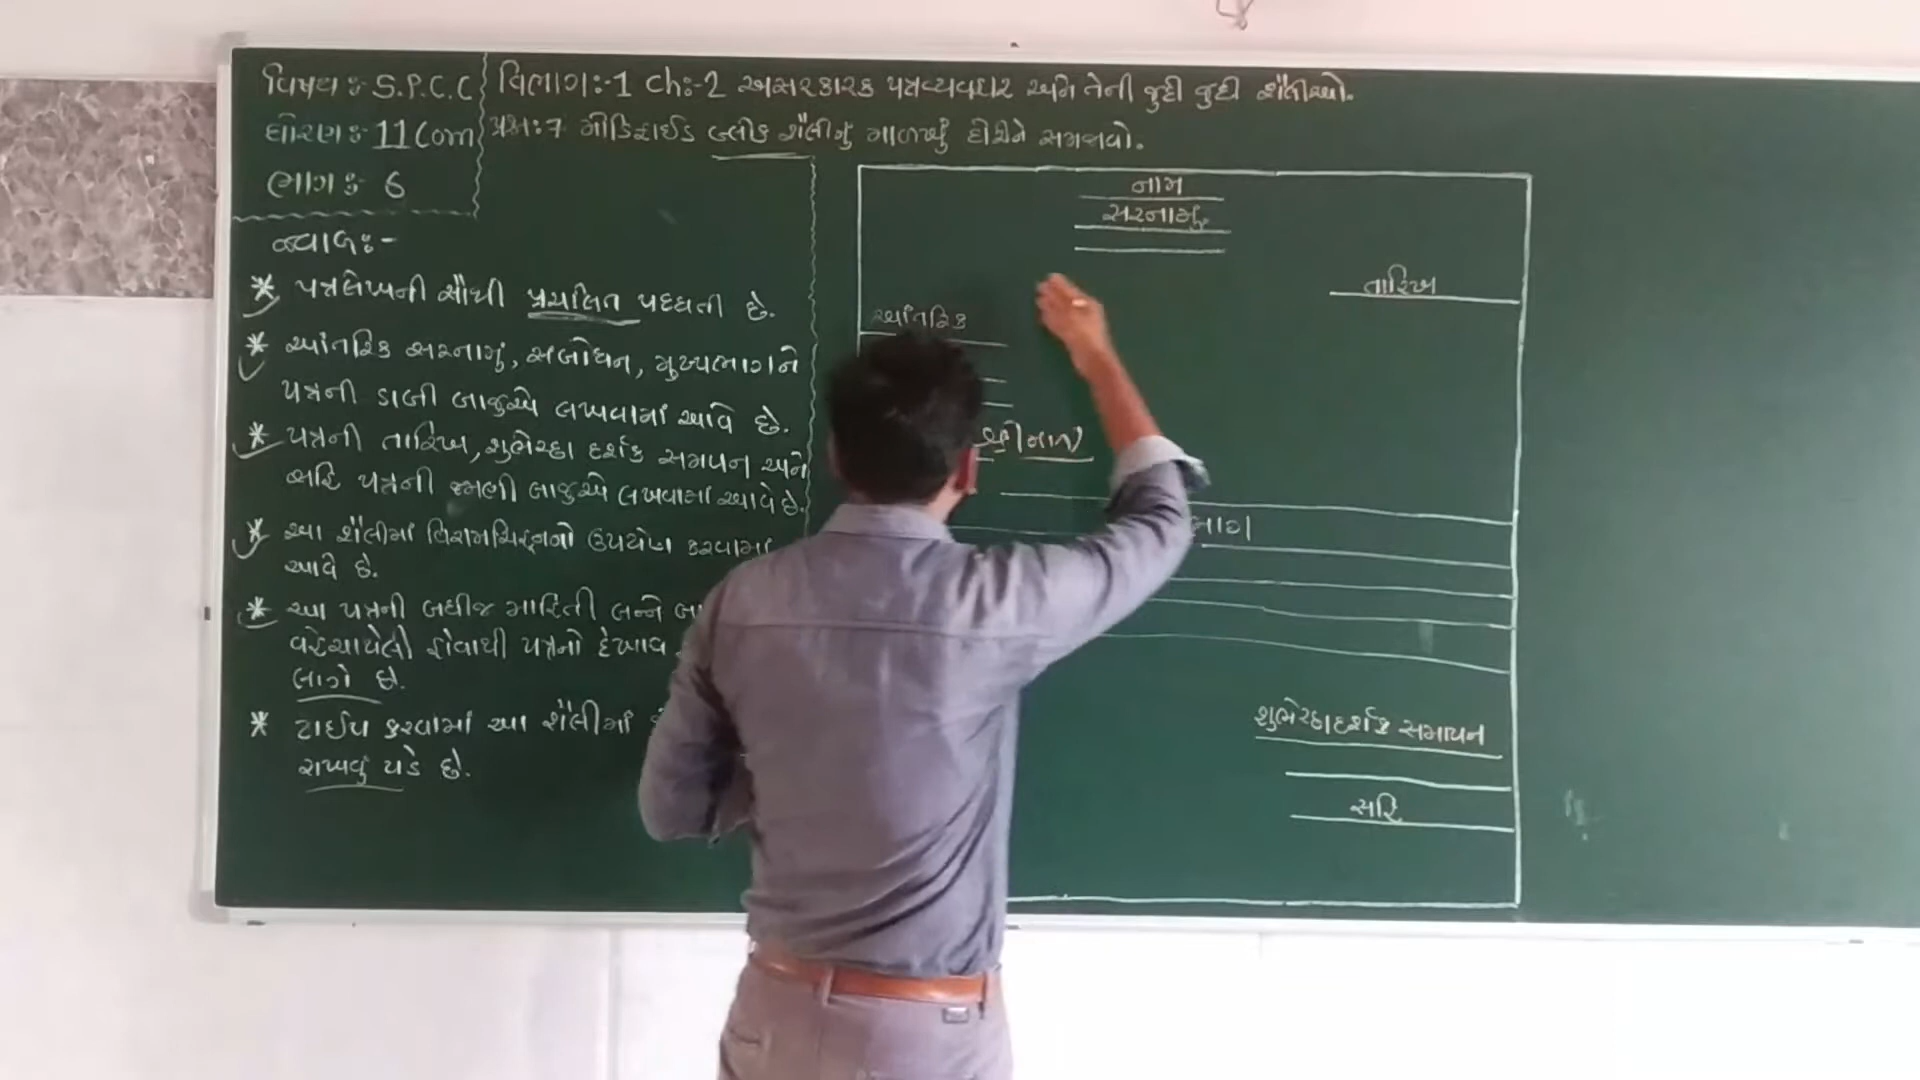 વિષય :- S.P.C.C
ધોરણ :- 11 Com
ભાગ :- 6
વિભાગ:-1 ch:-2 અસરકારક પત્રવ્યવહાર અને તેની જુદી જુદી શૈલીઓ.
પ્રશ્ન:7 મોડિફાઈડ બ્લોક શૈલીનું માળખું દોરીને સમજાવો.
જવાબ:-
* પત્રલેખનની સૌથી પ્રચલિત પદ્ધતી છે.
* આંતરિક સરનામું, સંબોધન, મુખ્યભાગને
પત્રની ડાબી બાજુએ લખવામાં આવે છે.
* પત્રની તારિખ, શુભેચ્છા દર્શક સમાપન અને
સહિ પત્રની જમણી બાજુએ લખવામાં આવે છે.
* આ શૈલીમાં વિરામચિહ્નનો ઉપયોગ કરવામાં
આવે છે.
* આ પત્રની બધીજ માહિતી બન્ને
વહેંચાયેલી હોવાથી પત્રનો દેખાવ
લાગે છે.
* ટાઈપ કરવામાં આ શૈલીમાં
રાખવું પડે છે.
નામ
સરનામું
તારિખ
આંતરિક
શ્રીમાન
ભાગ
શુભેચ્છાદર્શક સમાપન
સહિ